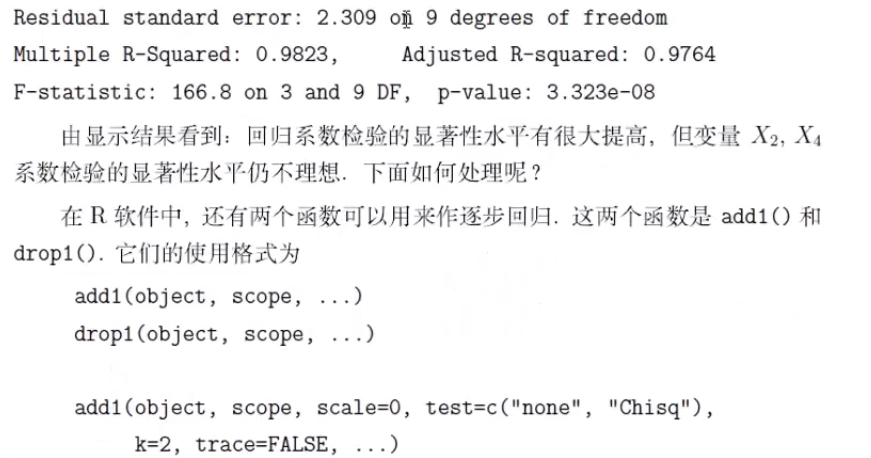 Residual standard error: 2.309 on 9 degrees of freedom
Multiple R-Squared: 0.9823, Adjusted R-squared: 0.9764
F-statistic: 166.8 on 3 and 9 DF, p-value: 3.323e-08
由显示结果看到: 回归系数检验的显著性水平有很大提高, 但变量 X₂, X₄
系数检验的显著性水平仍不理想. 下面如何处理呢?
在 R 软件中, 还有两个函数可以用来作逐步回归. 这两个函数是 add1() 和
drop1(). 它们的使用格式为
add1(object, scope, ...)
drop1(object, scope, ...)
add1(object, scope, scale=0, test=c("none", "Chisq"),
k=2, trace=FALSE, ...)